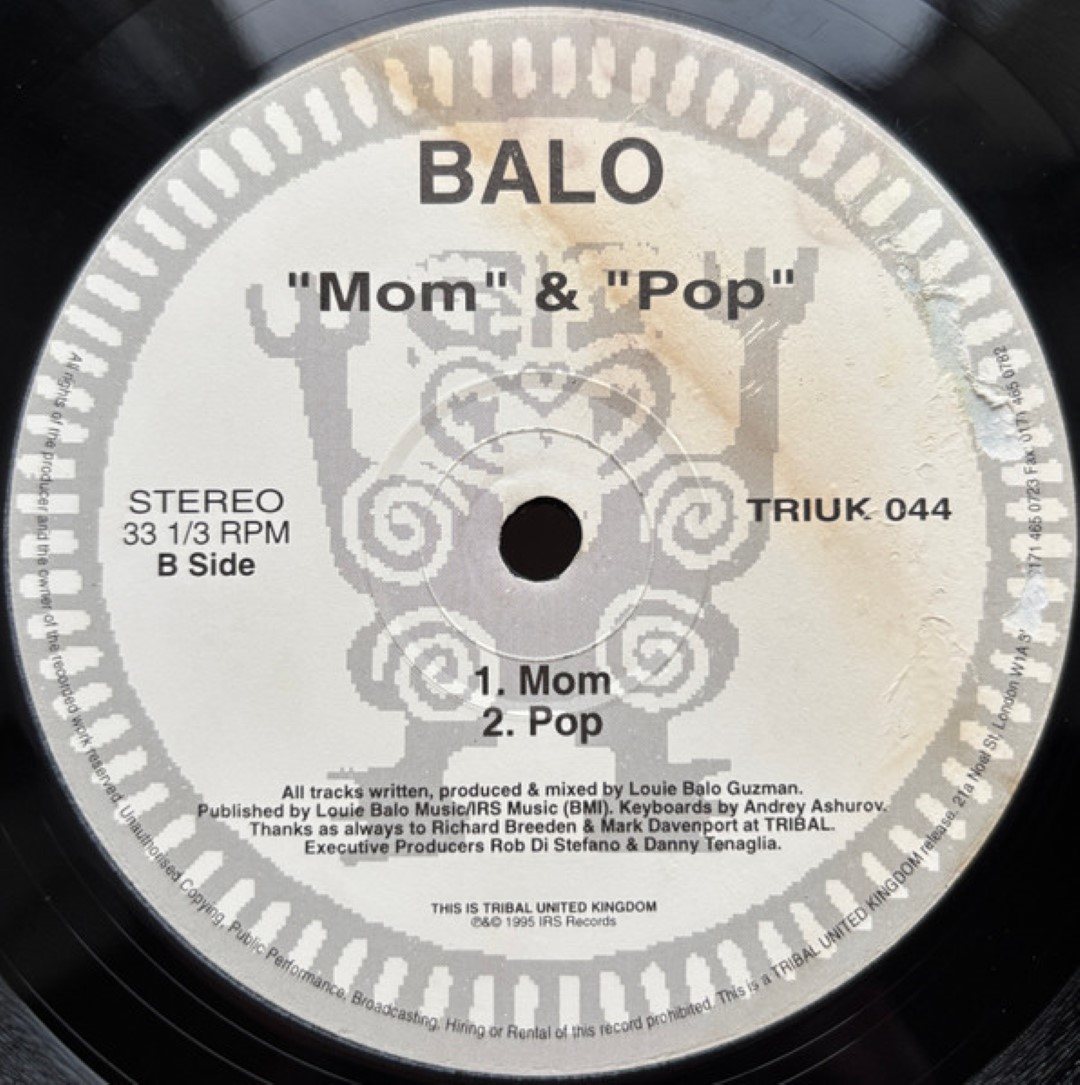 BALO
"Mom" & "Pop"
STEREO
33 1/3 RPM
B Side
TRIUK 044
1. Mom
2. Pop
All tracks written, produced & mixed by Louie Balo Guzman.
Published by Louie Balo Music/IRS Music (BMI). Keyboards by Andrey Ashurov.
Thanks as always to Richard Breeden & Mark Davenport at TRIBAL.
Executive Producers Rob Di Stefano & Danny Tenaglia.
THIS IS TRIBAL UNITED KINGDOM
℗&© 1995 IRS Records
All rights of the producer and the owner of the recorded work reserved. Unauthorised Copying, Public Performance, Broadcasting, Hiring or Rental of this record prohibited. This is a TRIBAL UNITED KINGDOM release. 21a Noel St, London W1A 171 465 0723 Fax: 0171 465 0782